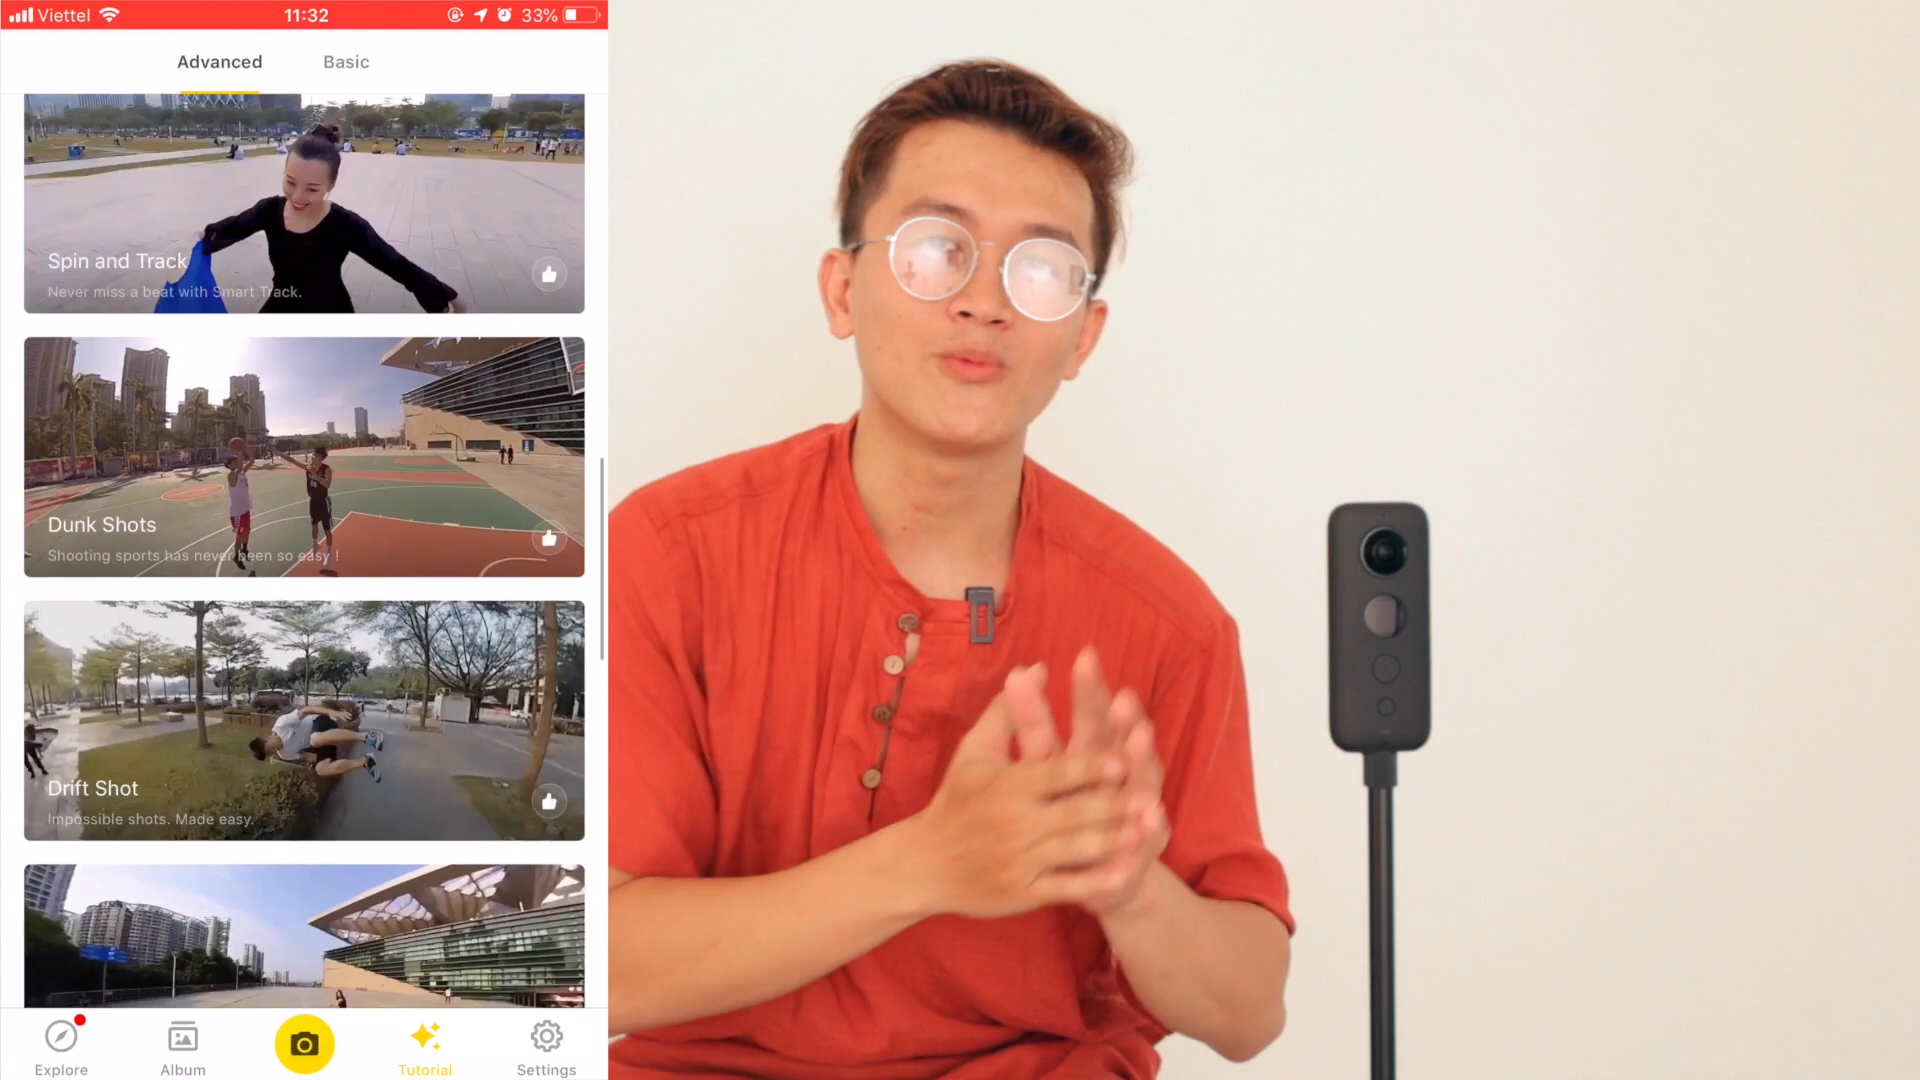 Viettel 11:32 33%
Advanced Basic
Spin and Track
Never miss a beat with Smart Track.
Dunk Shots
Shooting sports has never been so easy !
Drift Shot
Impossible shots. Made easy.
Explore Album Tutorial Settings